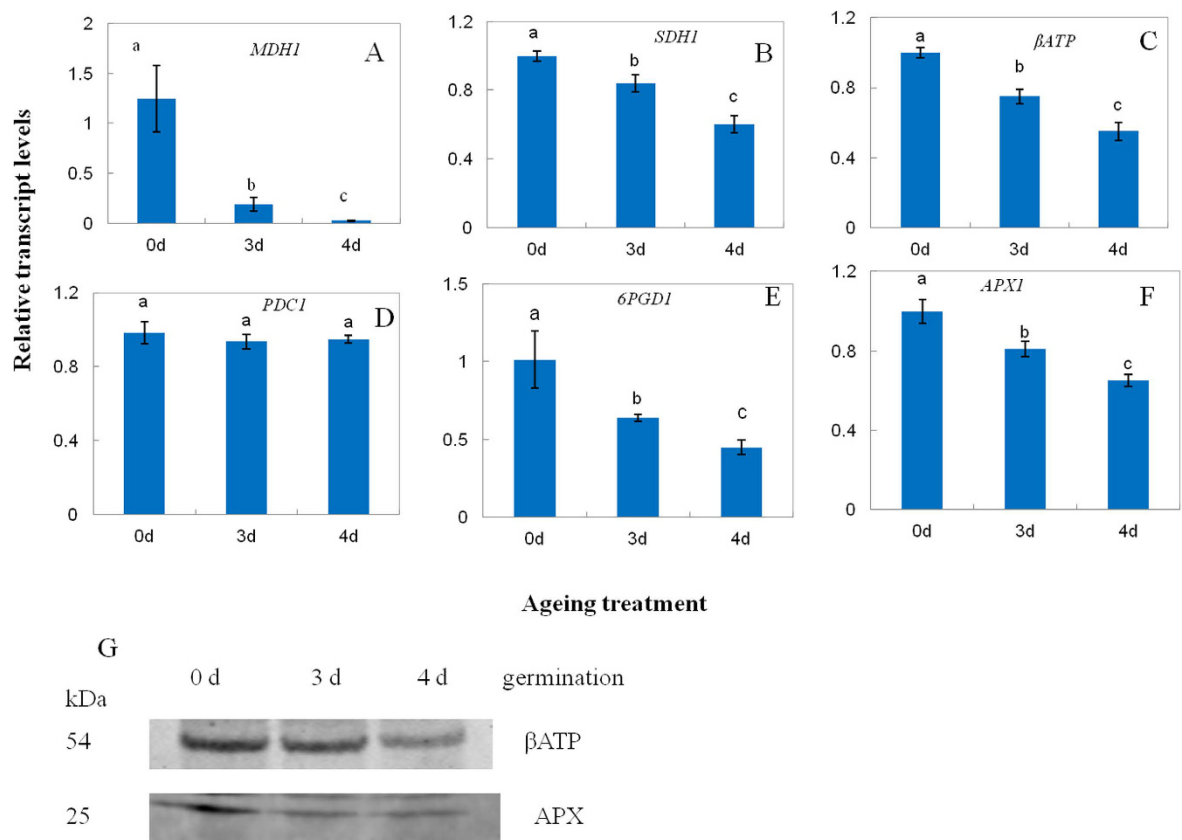 Relative transcript levels
MDH1
A
2
1.5
1
0.5
0
a
b
c
0d
3d
4d
SDH1
B
1.2
0.8
0.4
0
a
b
c
0d
3d
4d
βATP
C
1.2
0.8
0.4
0
a
b
c
0d
3d
4d
PDC1
D
1.2
0.8
0.4
0
a
a
a
0d
3d
4d
6PGD1
E
1.5
1
0.5
0
a
b
c
0d
3d
4d
APX1
F
1.2
0.8
0.4
0
a
b
c
0d
3d
4d
Ageing treatment
G
0 d 3 d 4 d germination
kDa
54 βATP
25 APX